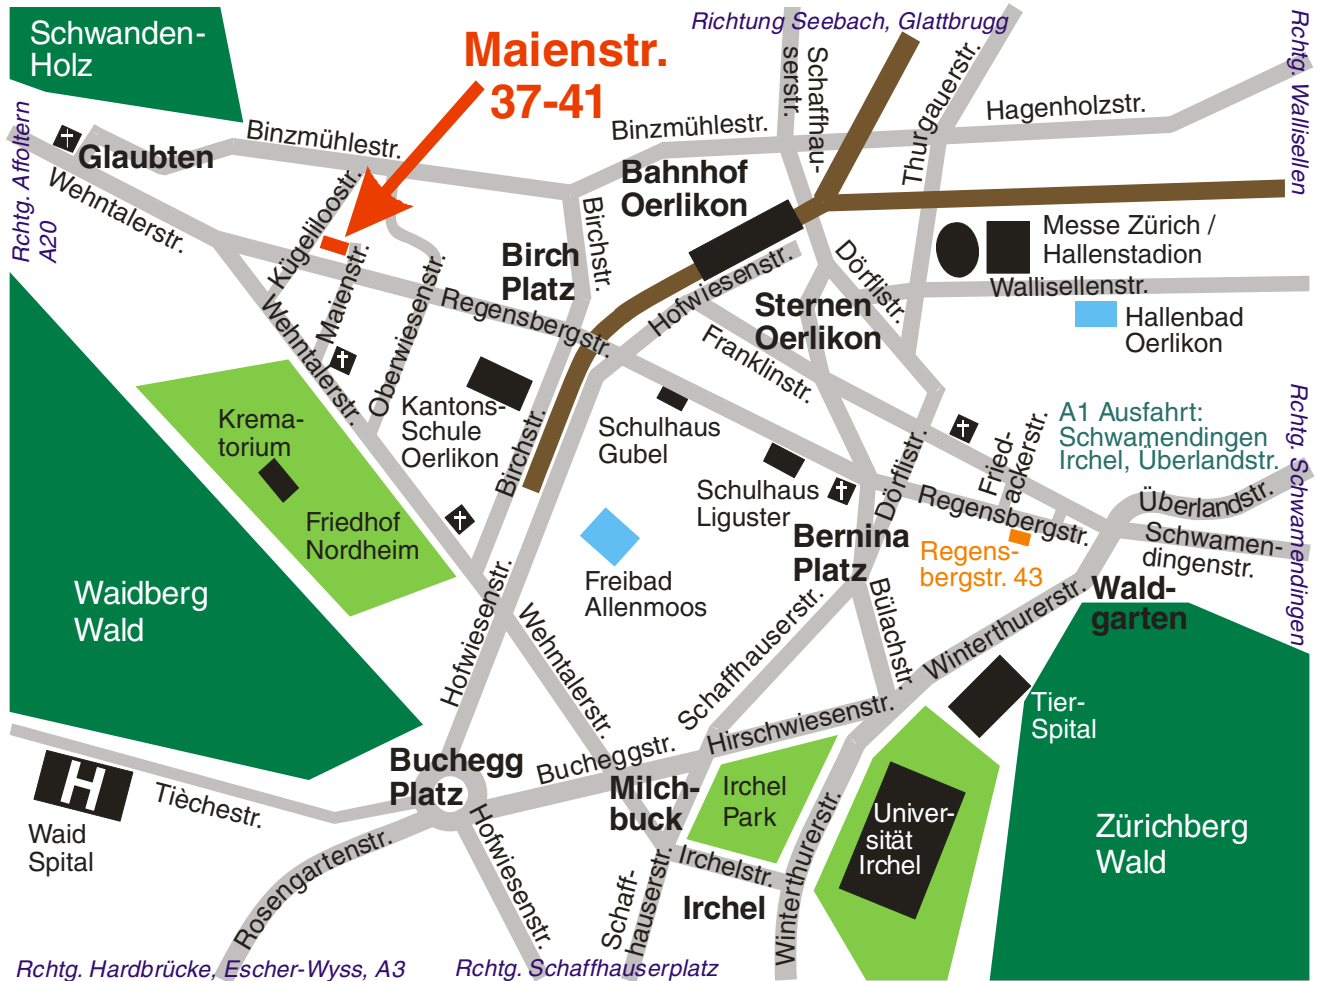 Schwanden-
Holz
Maienstr.
37-41
Richtung Seebach, Glattbrugg
Rchtg. Wallisellen
Schaffhau-
serstr.
Thurgauerstr.
Hagenholzstr.
Binzmühlestr.
Binzmühlestr.
Glaubten
Rchtg. Affoltern
A20
Wehntalerstr.
Kügeliloostr.
Bahnhof
Oerlikon
Schaffhau-
Birchstr.
Birch
Platz
Messe Zürich /
Hallenstadion
Wallisellenstr.
Hallenbad
Oerlikon
Dörflistr.
Hofwiesenstr.
Sternen
Oerlikon
Maienstr.
Oberwiesenstr.
Regensbergstr.
Wehntalerstr.
Franklinstr.
Kantons-
Schule
Oerlikon
Krema-
torium
Friedhof
Nordheim
Birchstr.
Schulhaus
Gubel
Schulhaus
Liguster
Dörflistr.
Fried-
ackerstr.
A1 Ausfahrt:
Schwamendingen
Irchel, Überlandstr.
Rchtg. Schwamendingen
Überlandstr.
Schwamen-
dingenstr.
Regensbergstr.
Regens-
bergstr. 43
Bernina
Platz
Wald-
garten
Freibad
Allenmoos
Waidberg
Wald
Hofwiesenstr.
Wehntalerstr.
Schaffhauserstr.
Bülachstr.
Winterthurerstr.
Tier-
Spital
Hirschwiesenstr.
Bucheggstr.
Buchegg
Platz
Milch-
buck
Irchel
Park
Univer-
sität
Irchel
Zürichberg
Wald
H
Waid
Spital
Tièchestr.
Rosengartenstr.
Hofwiesenstr.
Schaff-
hauserstr.
Irchelstr.
Irchel
Winterthurerstr.
Rchtg. Hardbrücke, Escher-Wyss, A3
Rchtg. Schaffhauserplatz